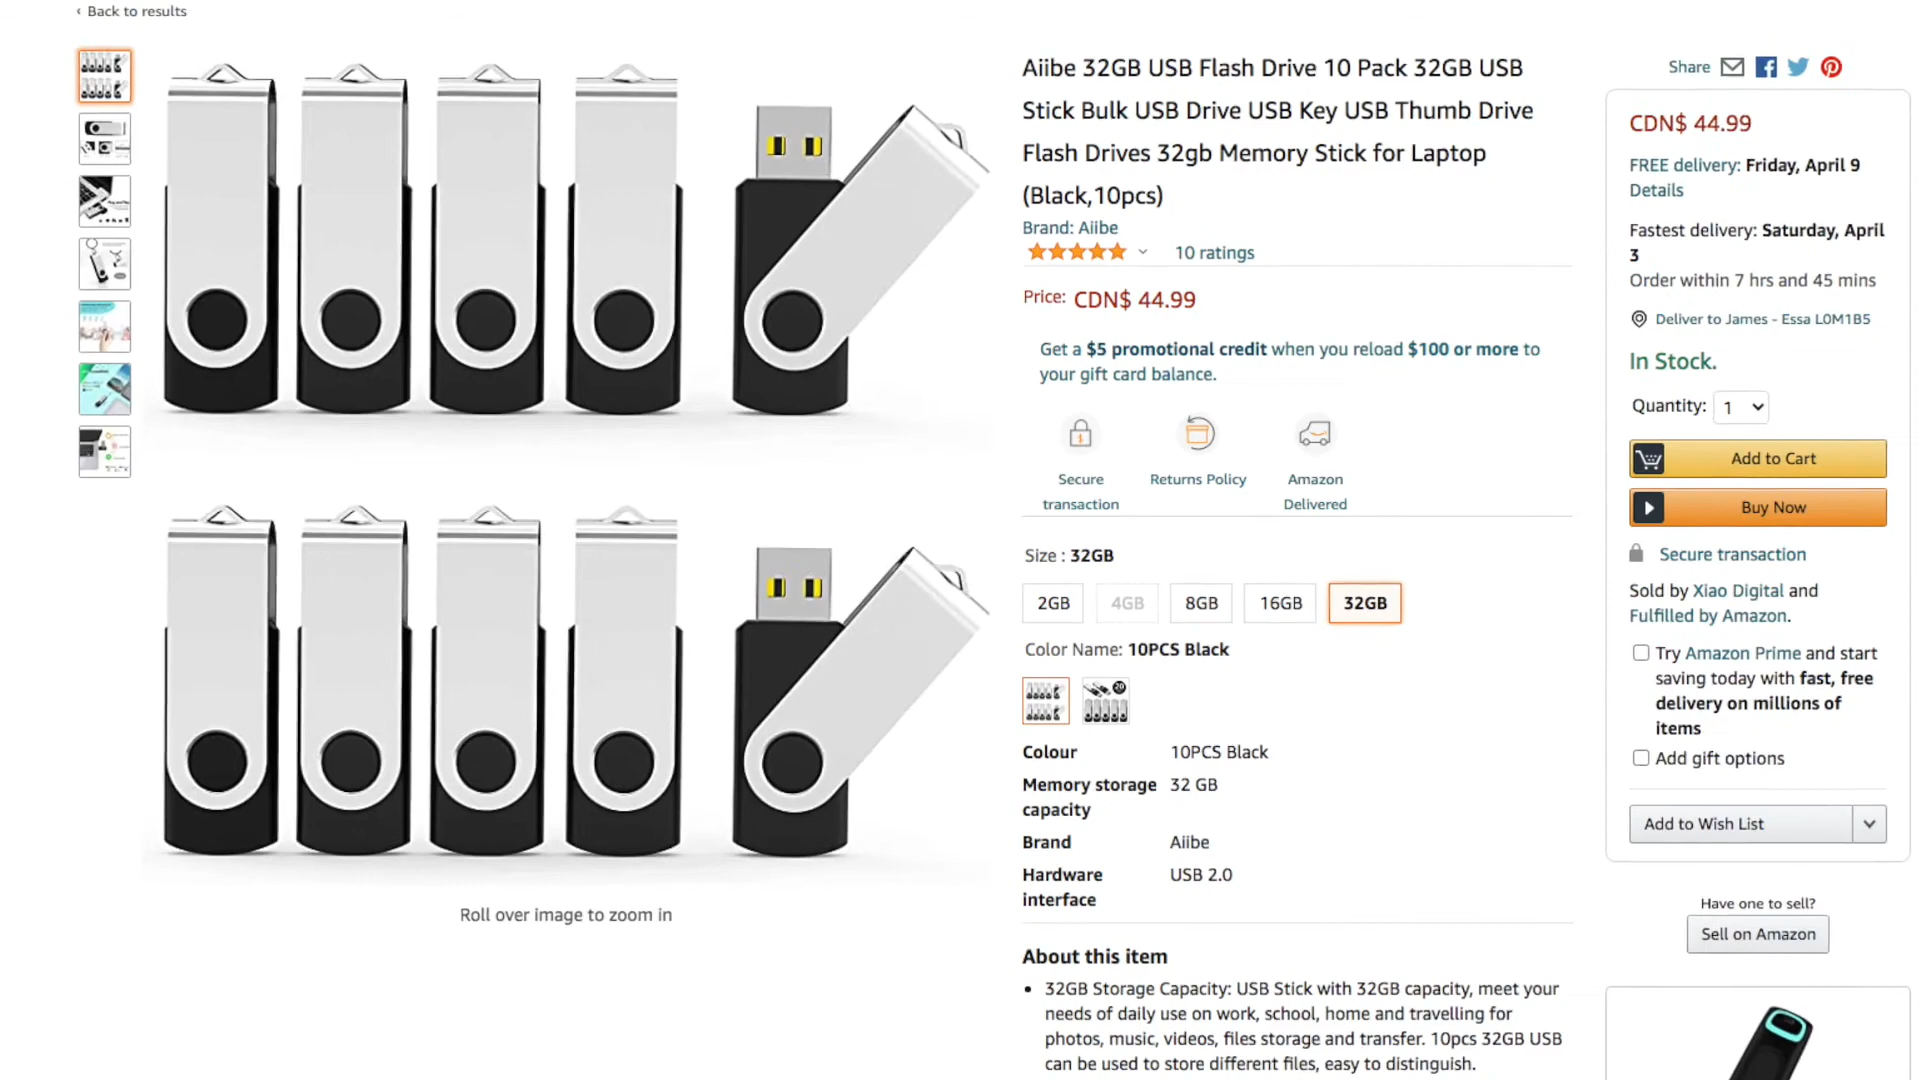 ‹ Back to results
Aiibe 32GB USB Flash Drive 10 Pack 32GB USB
Stick Bulk USB Drive USB Key USB Thumb Drive
Flash Drives 32gb Memory Stick for Laptop
(Black,10pcs)
Brand: Aiibe
10 ratings
Price: CDN$ 44.99
Get a $5 promotional credit when you reload $100 or more to
your gift card balance.
Secure
transaction
Returns Policy
Amazon
Delivered
Size : 32GB
2GB 4GB 8GB 16GB 32GB
Color Name: 10PCS Black
20
Colour 10PCS Black
Memory storage 32 GB
capacity
Brand Aiibe
Hardware USB 2.0
interface
About this item
• 32GB Storage Capacity: USB Stick with 32GB capacity, meet your
needs of daily use on work, school, home and travelling for
photos, music, videos, files storage and transfer. 10pcs 32GB USB
can be used to store different files, easy to distinguish.
Roll over image to zoom in
Share
CDN$ 44.99
FREE delivery: Friday, April 9
Details
Fastest delivery: Saturday, April
3
Order within 7 hrs and 45 mins
Deliver to James - Essa L0M1B5
In Stock.
Quantity: 1
Add to Cart
Buy Now
Secure transaction
Sold by Xiao Digital and
Fulfilled by Amazon.
Try Amazon Prime and start
saving today with fast, free
delivery on millions of
items
Add gift options
Add to Wish List
Have one to sell?
Sell on Amazon